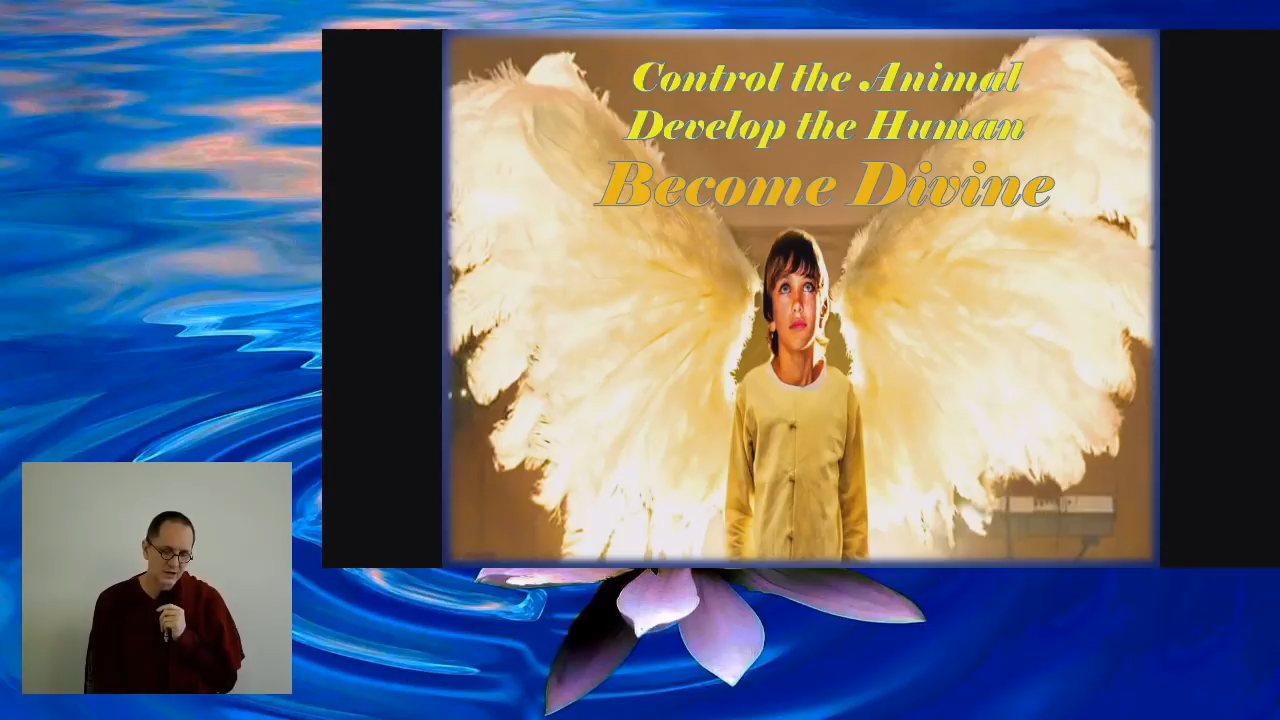 Control the Animal
Develop the Human
Become Divine